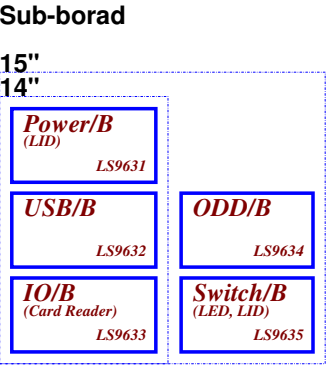 Sub-borad
15"
14"
Power/B
(LID)
LS9631
USB/B
LS9632
ODD/B
LS9634
IO/B
(Card Reader)
LS9633
Switch/B
(LED, LID)
LS9635